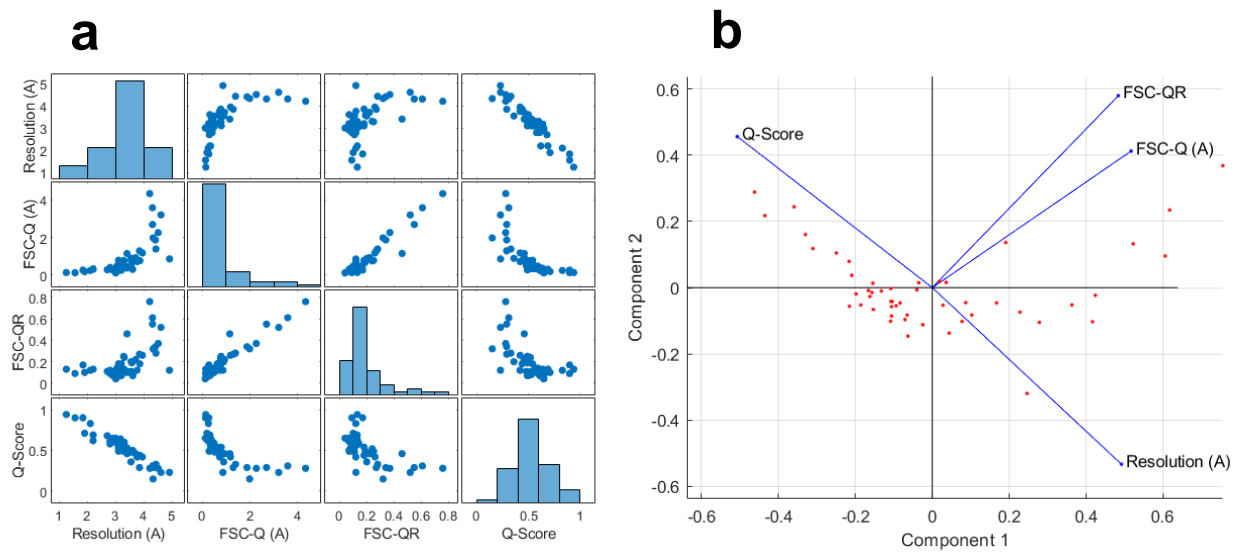 a
b
Resolution (A)
5
4
3
2
1
FSC-Q (A)
4
2
0
FSC-QR
0.8
0.6
0.4
0.2
0
Q-Score
1
0.5
0
1 2 3 4 5
0 2 4
0 0.2 0.4 0.6 0.8
0 0.5 1
Resolution (A)
FSC-Q (A)
FSC-QR
Q-Score
Component 2
0.6
0.4
0.2
0
-0.2
-0.4
-0.6
FSC-QR
Q-Score
FSC-Q (A)
Resolution (A)
-0.6 -0.4 -0.2 0 0.2 0.4 0.6
Component 1